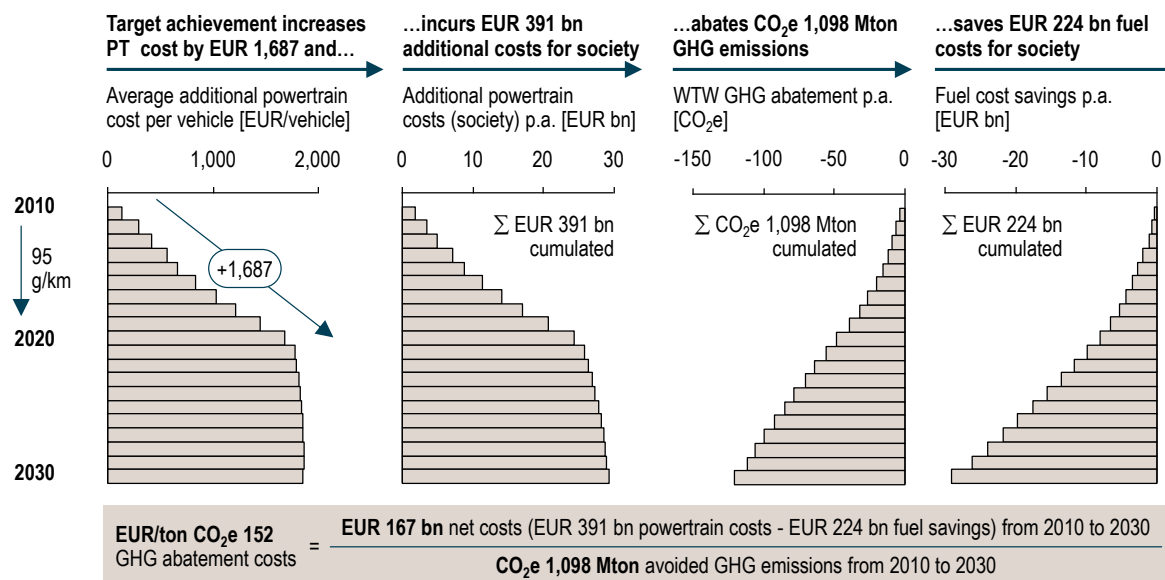 Target achievement increases
PT cost by EUR 1,687 and…
Average additional powertrain
cost per vehicle [EUR/vehicle]
0 1,000 2,000
…incurs EUR 391 bn
additional costs for society
Additional powertrain
costs (society) p.a. [EUR bn]
0 10 20 30
…abates CO₂e 1,098 Mton
GHG emissions
WTW GHG abatement p.a.
[CO₂e]
-150 -100 -50 0
…saves EUR 224 bn fuel
costs for society
Fuel cost savings p.a.
[EUR bn]
-30 -20 -10 0
2010
95
g/km
2020
2030
+1,687
∑ EUR 391 bn
cumulated
∑ CO₂e 1,098 Mton
cumulated
∑ EUR 224 bn
cumulated
EUR/ton CO₂e 152
GHG abatement costs
=
EUR 167 bn net costs (EUR 391 bn powertrain costs - EUR 224 bn fuel savings) from 2010 to 2030
CO₂e 1,098 Mton avoided GHG emissions from 2010 to 2030